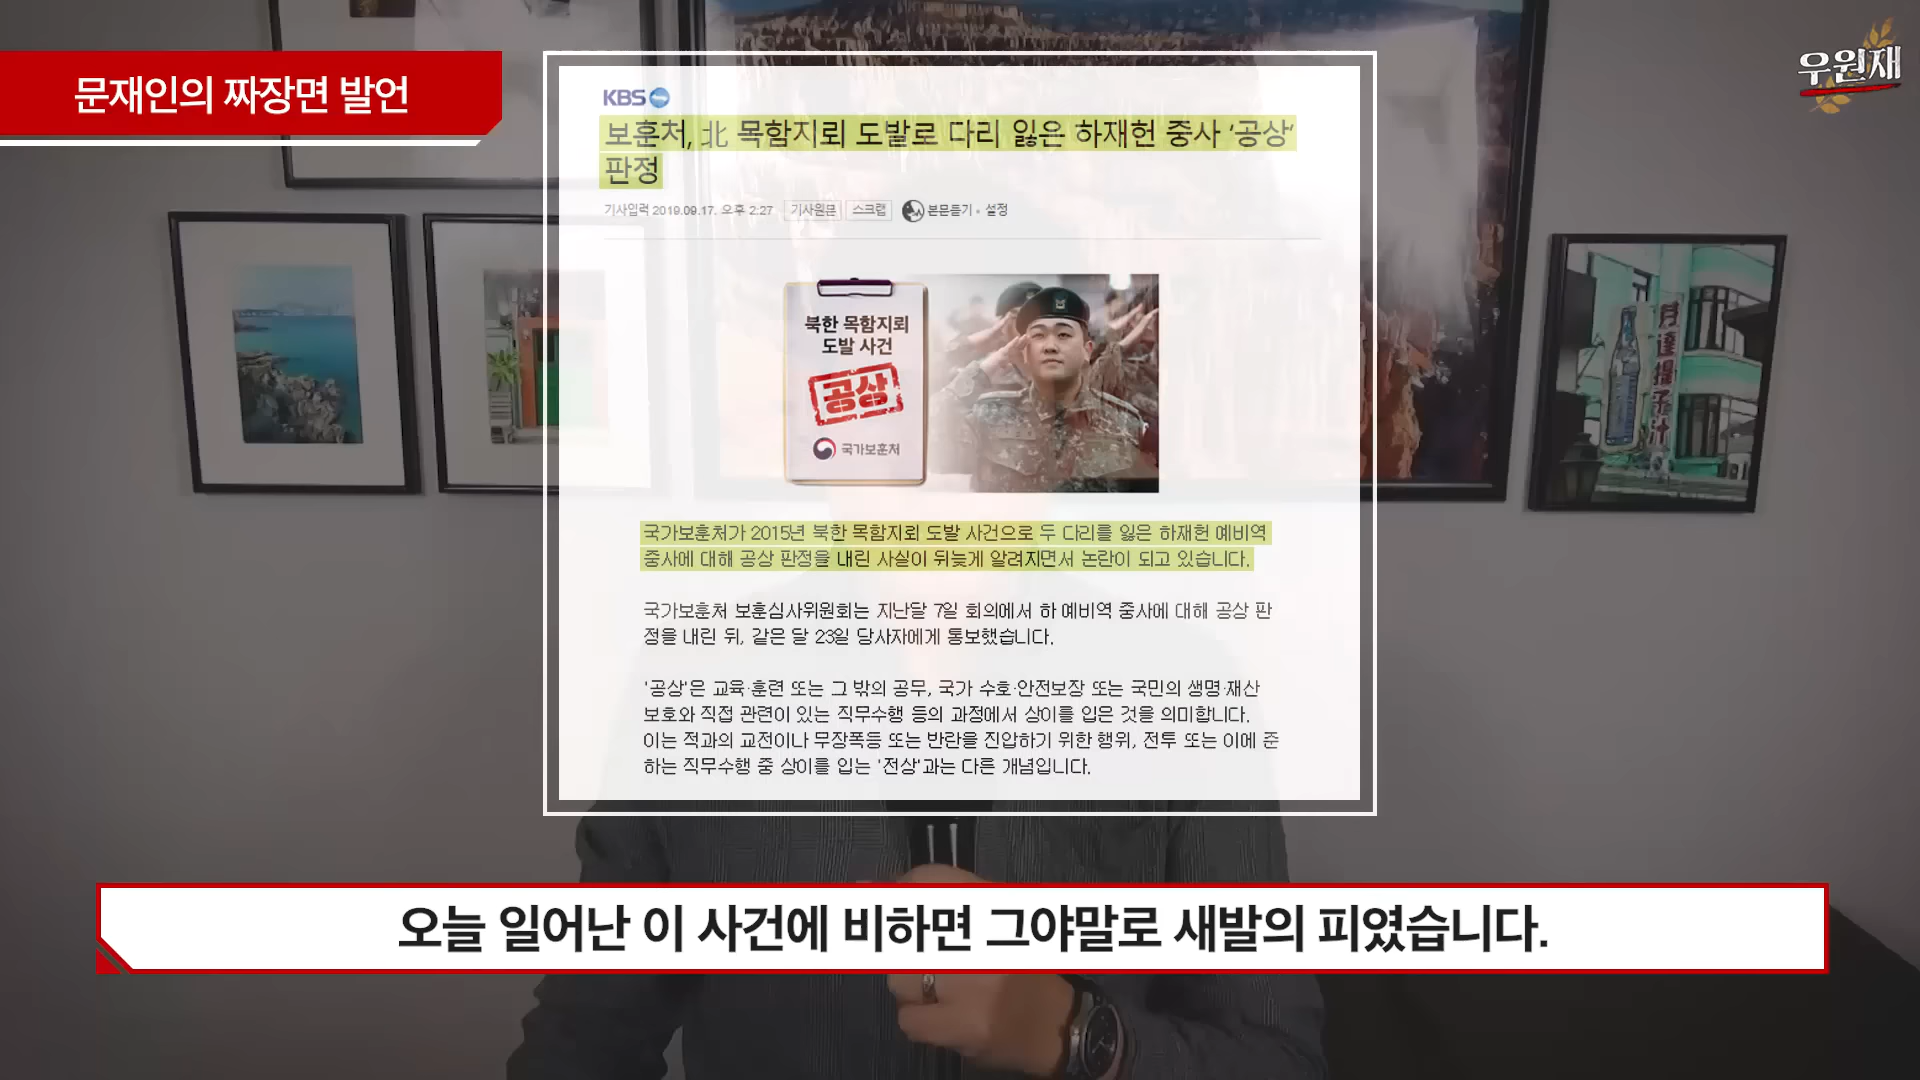 문재인의 짜장면 발언
우원재
KBS
보훈처, 北 목함지뢰 도발로 다리 잃은 하재헌 중사 '공상'
판정
기사입력 2019.09.17. 오후 2:27 기사원문 스크랩 본문듣기 · 설정
북한 목함지뢰
도발 사건
공상
국가보훈처
국가보훈처가 2015년 북한 목함지뢰 도발 사건으로 두 다리를 잃은 하재헌 예비역
중사에 대해 공상 판정을 내린 사실이 뒤늦게 알려지면서 논란이 되고 있습니다.
국가보훈처 보훈심사위원회는 지난달 7일 회의에서 하 예비역 중사에 대해 공상 판
정을 내린 뒤, 같은 달 23일 당사자에게 통보했습니다.
'공상'은 교육·훈련 또는 그 밖의 공무, 국가 수호·안전보장 또는 국민의 생명·재산
보호와 직접 관련이 있는 직무수행 등의 과정에서 상이를 입은 것을 의미합니다.
이는 적과의 교전이나 무장폭등 또는 반란을 진압하기 위한 행위, 전투 또는 이에 준
하는 직무수행 중 상이를 입는 '전상'과는 다른 개념입니다.
오늘 일어난 이 사건에 비하면 그야말로 새발의 피였습니다.